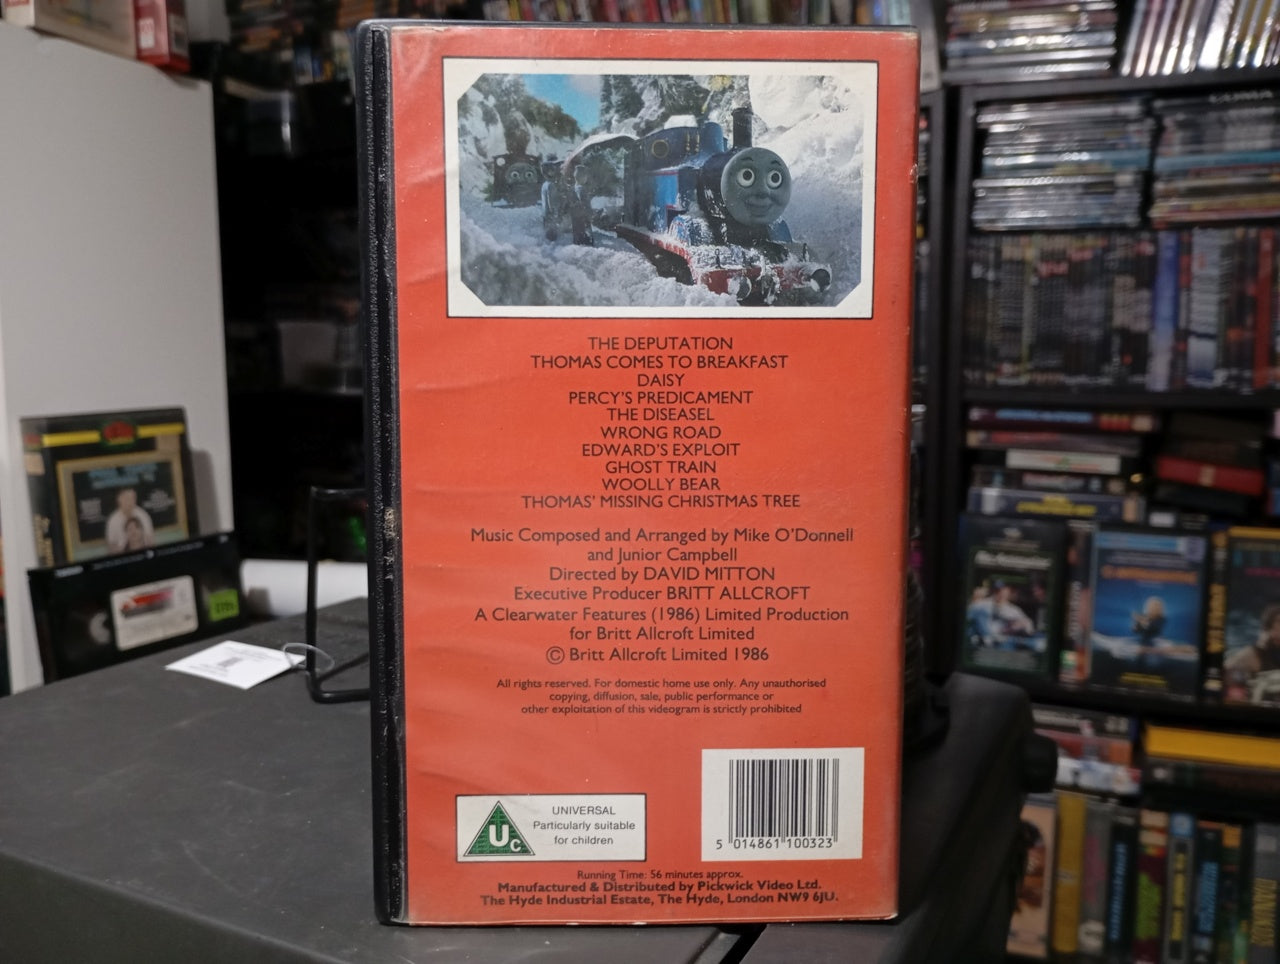 THE DEPUTATION
THOMAS COMES TO BREAKFAST
DAISY
PERCY'S PREDICAMENT
THE DISEASEL
WRONG ROAD
EDWARD'S EXPLOIT
GHOST TRAIN
WOOLLY BEAR
THOMAS' MISSING CHRISTMAS TREE
Music Composed and Arranged by Mike O'Donnell
and Junior Campbell
Directed by DAVID MITTON
Executive Producer BRITT ALLCROFT
A Clearwater Features (1986) Limited Production
for Britt Allcroft Limited
© Britt Allcroft Limited 1986
All rights reserved. For domestic home use only. Any unauthorised
copying, diffusion, sale, public performance or
other exploitation of this videogram is strictly prohibited
Uc
UNIVERSAL
Particularly suitable
for children
5 014861 100323
Running Time: 56 minutes approx.
Manufactured & Distributed by Pickwick Video Ltd.
The Hyde Industrial Estate, The Hyde, London NW9 6JU.